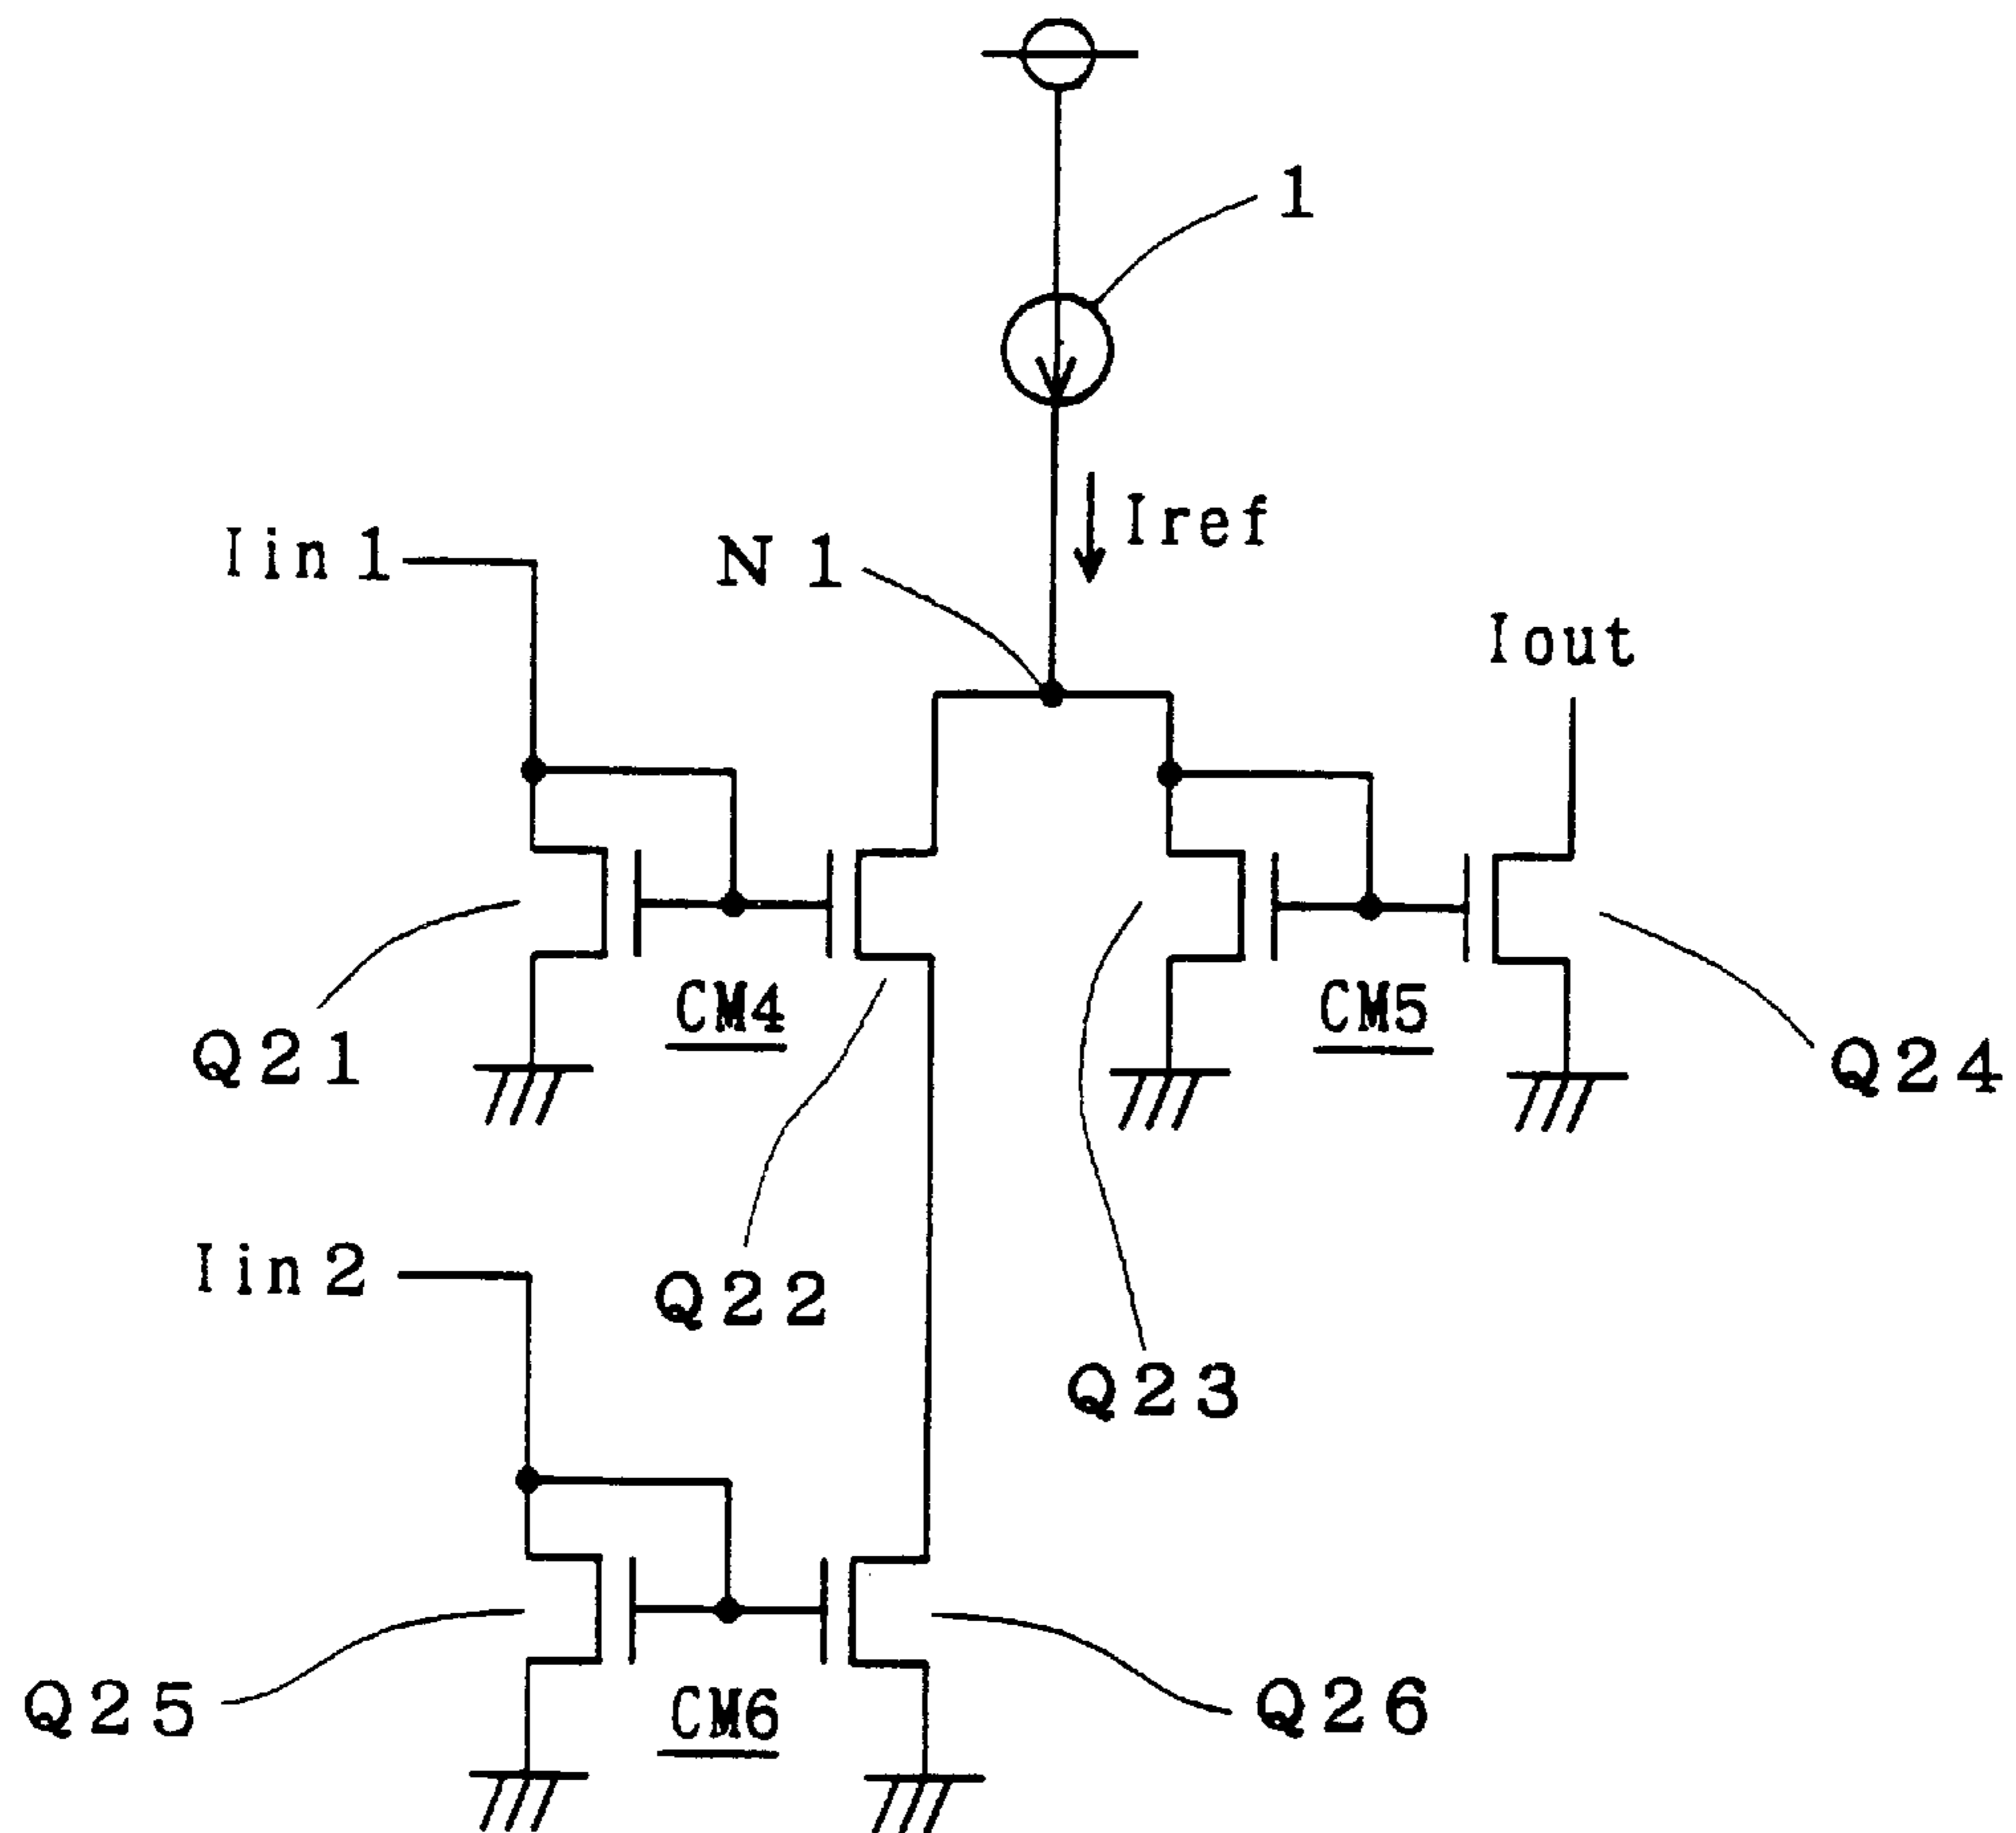 1
Iref
Iin1
N1
Iout
CM4
CM5
Q21
Q24
Iin2
Q22
Q23
Q25
CM6
Q26